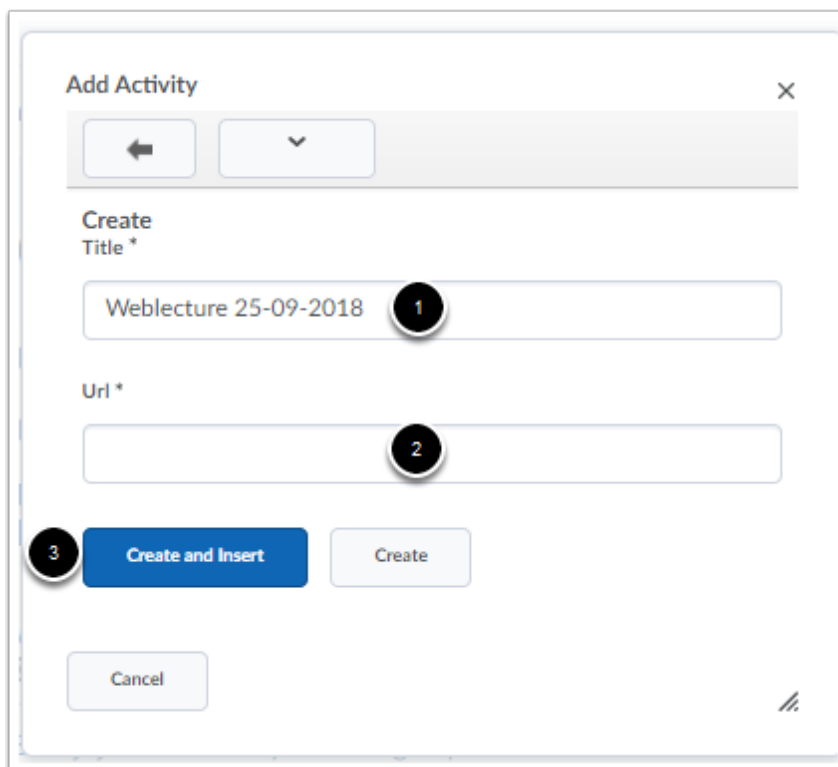 Add Activity ×
Create
Title *
Weblecture 25-09-2018 1
Url *
2
3 Create and Insert Create
Cancel